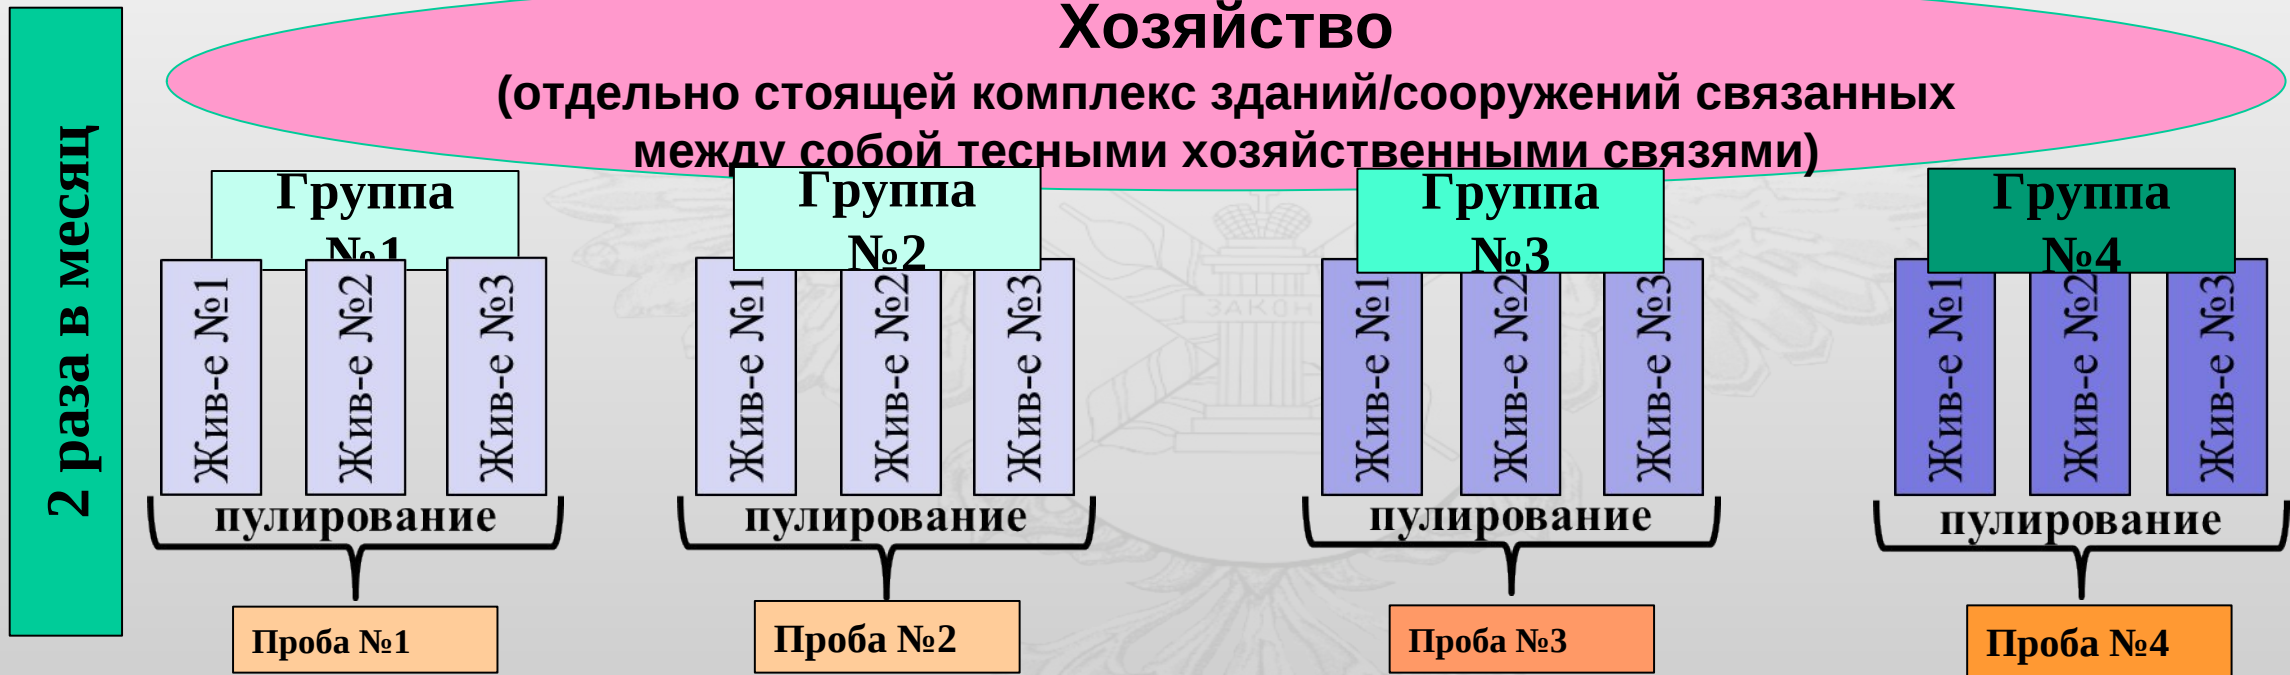 2 раза в месяц
Хозяйство
(отдельно стоящей комплекс зданий/сооружений связанных
между собой тесными хозяйственными связями)
Группа
№1
Группа
№2
Группа
№3
Группа
№4
Жив-е №1
Жив-е №2
Жив-е №3
Жив-е №1
Жив-е №2
Жив-е №3
Жив-е №1
Жив-е №2
Жив-е №3
Жив-е №1
Жив-е №2
Жив-е №3
ЗАКОН
пулирование
пулирование
пулирование
пулирование
Проба №1
Проба №2
Проба №3
Проба №4